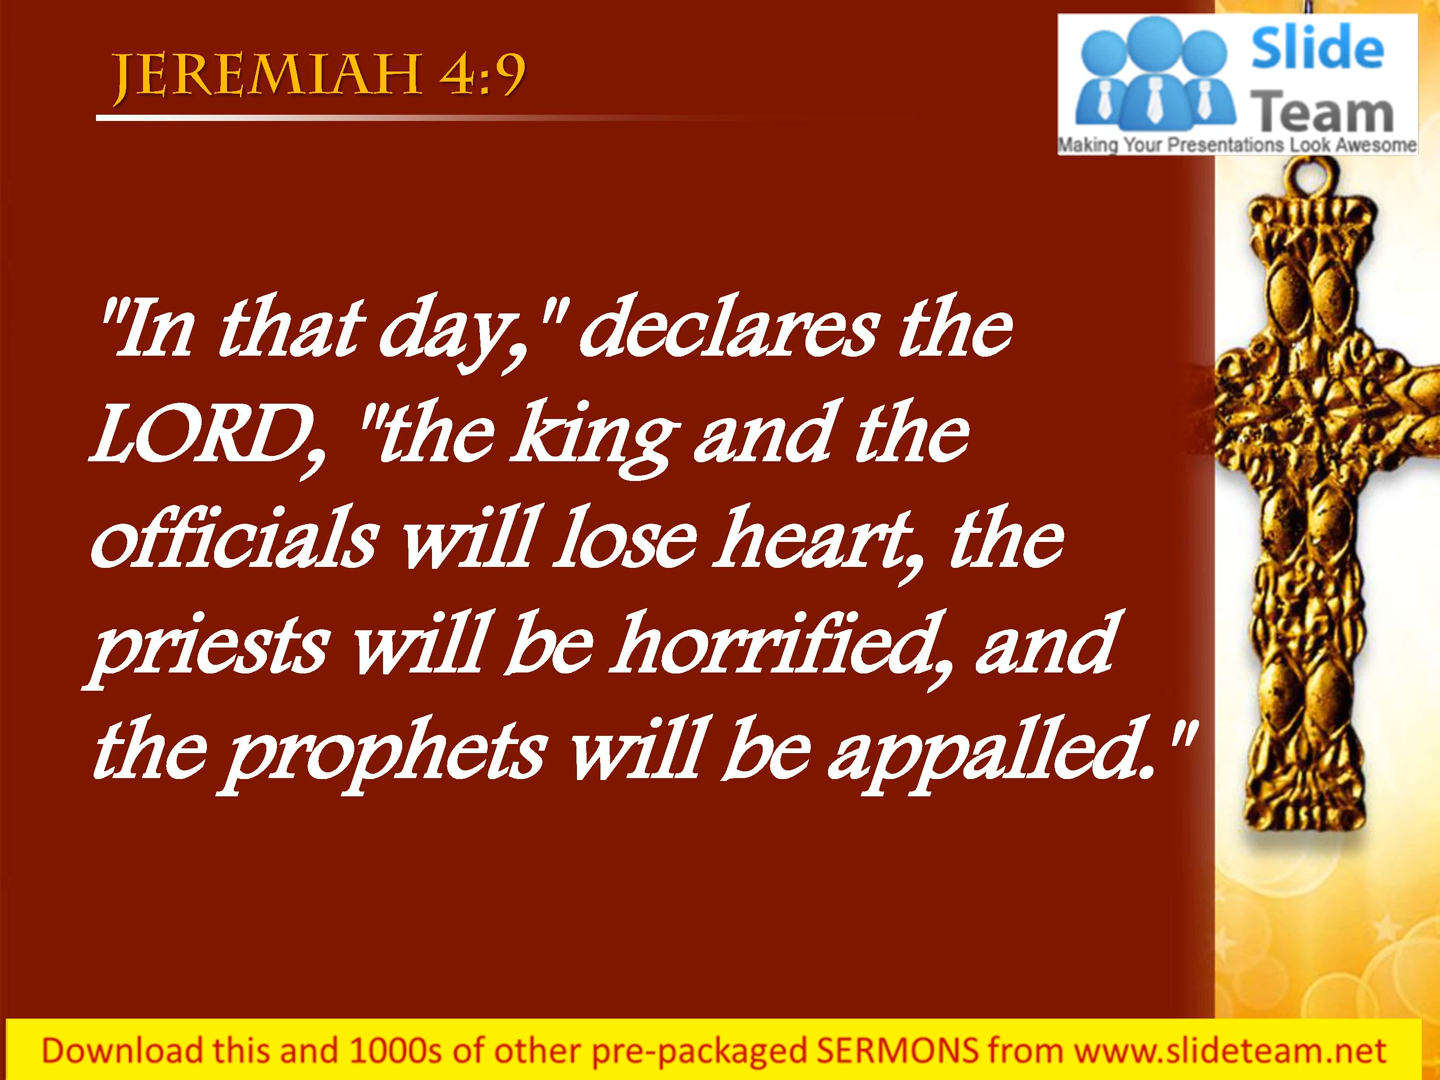 JEREMIAH 4:9
Slide
Team
Making Your Presentations Look Awesome
"In that day," declares the
LORD, "the king and the
officials will lose heart, the
priests will be horrified, and
the prophets will be appalled."
Download this and 1000s of other pre-packaged SERMONS from www.slideteam.net